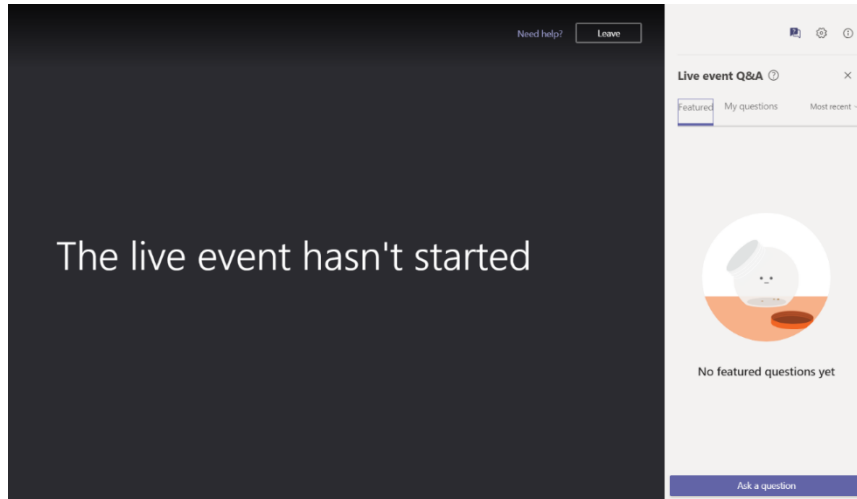 Need help? Leave
Live event Q&A
Featured My questions Most recent
The live event hasn't started
No featured questions yet
Ask a question